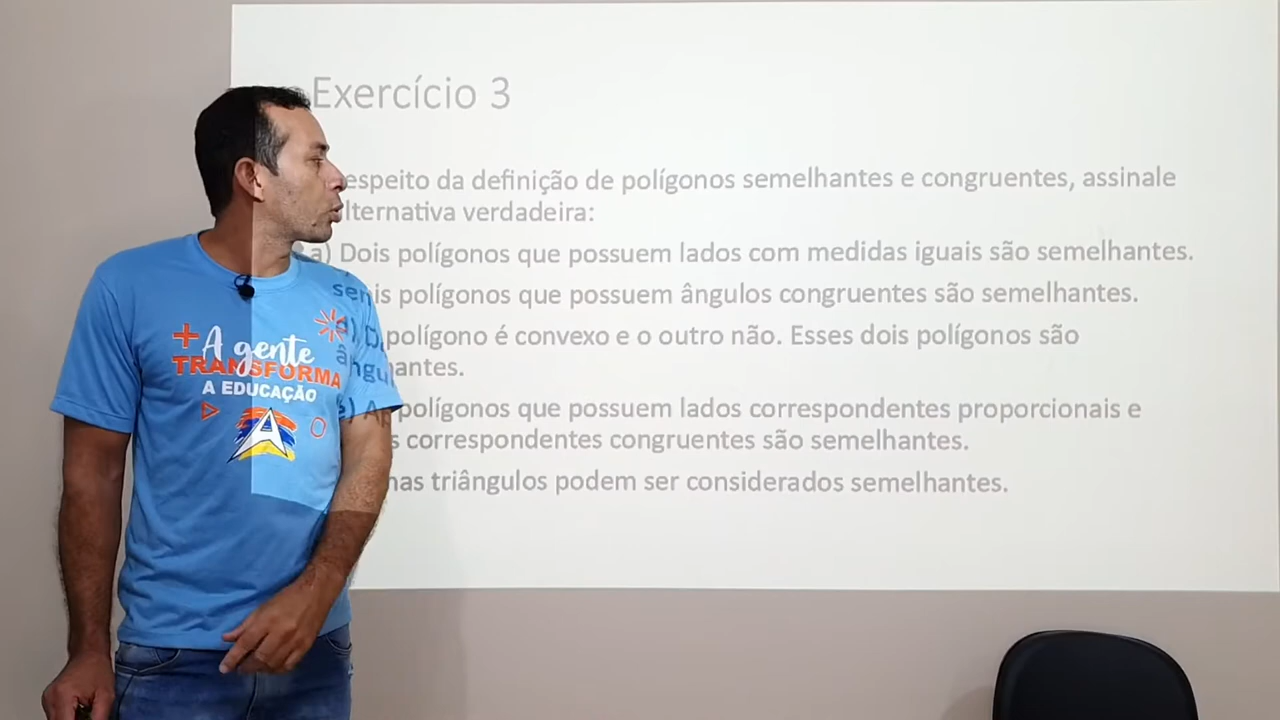 Exercício 3
espeito da definição de polígonos semelhantes e congruentes, assinale
lternativa verdadeira:
a) Dois polígonos que possuem lados com medidas iguais são semelhantes.
is polígonos que possuem ângulos congruentes são semelhantes.
polígono é convexo e o outro não. Esses dois polígonos são
antes.
polígonos que possuem lados correspondentes proporcionais e
s correspondentes congruentes são semelhantes.
nas triângulos podem ser considerados semelhantes.
A gente
TRANSFORMA
A EDUCAÇÃO